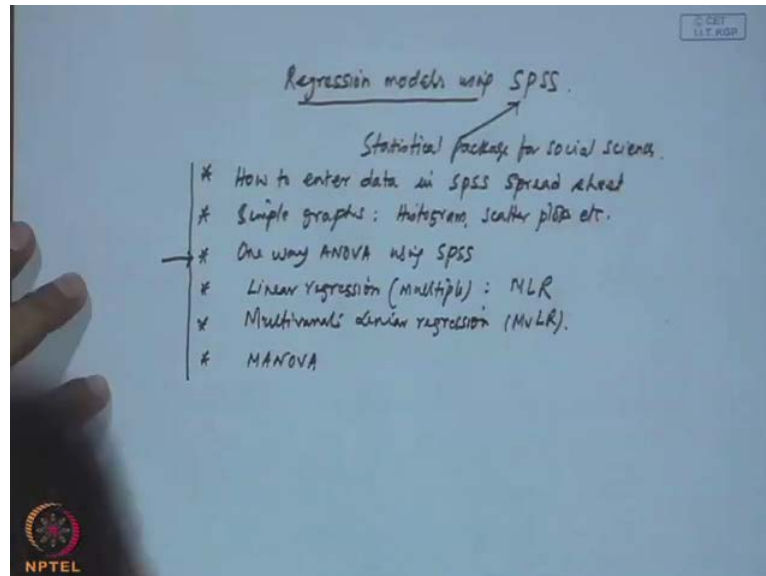 © CET
I.I.T. KGP
Regression models using SPSS.
Statistical package for social science.
* How to enter data in SPSS Spread sheet
* Simple graphs: Histogram, scatter plots etc.
* One way ANOVA using SPSS
* Linear regression (multiple) : MLR
* Multivariate Linear regression (MvLR).
* MANOVA
NPTEL